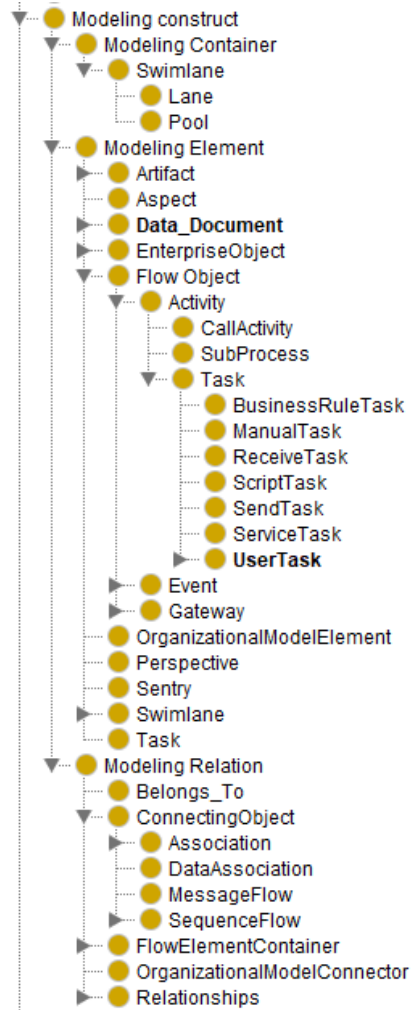 Modeling construct
Modeling Container
Swimlane
Lane
Pool
Modeling Element
Artifact
Aspect
Data_Document
EnterpriseObject
Flow Object
Activity
CallActivity
SubProcess
Task
BusinessRuleTask
ManualTask
ReceiveTask
ScriptTask
SendTask
ServiceTask
UserTask
Event
Gateway
OrganizationalModelElement
Perspective
Sentry
Swimlane
Task
Modeling Relation
Belongs_To
ConnectingObject
Association
DataAssociation
MessageFlow
SequenceFlow
FlowElementContainer
OrganizationalModelConnector
Relationships